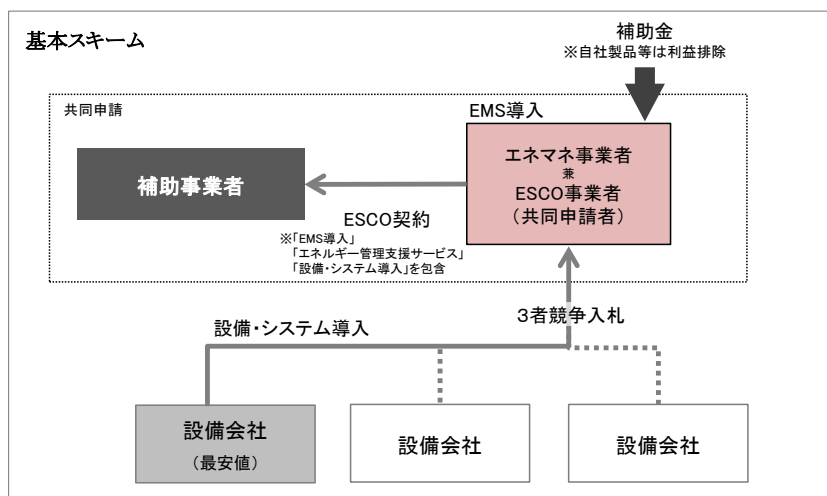 基本スキーム
補助金
※自社製品等は利益排除
共同申請
EMS導入
補助事業者
エネマネ事業者
兼
ESCO事業者
（共同申請者）
ESCO契約
※｢EMS導入｣
｢エネルギー管理支援サービス｣
｢設備・システム導入｣を包含
３者競争入札
設備・システム導入
設備会社
（最安値）
設備会社
設備会社